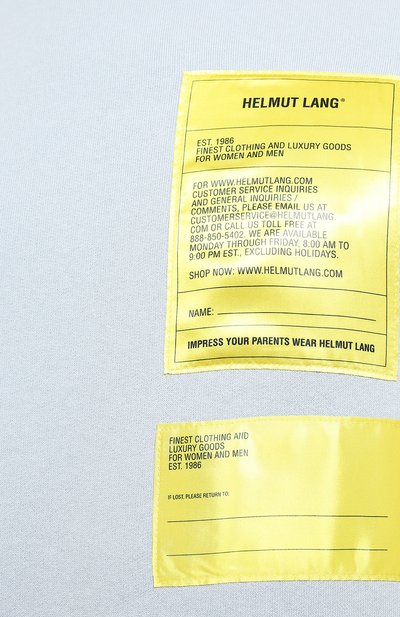 HELMUT LANG®
EST. 1986
FINEST CLOTHING AND LUXURY GOODS
FOR WOMEN AND MEN
FOR WWW.HELMUTLANG.COM
CUSTOMER SERVICE INQUIRIES
AND GENERAL INQUIRIES /
COMMENTS, PLEASE EMAIL US AT
CUSTOMERSERVICE@HELMUTLANG.
COM OR CALL US TOLL FREE AT
888-850-5402. WE ARE AVAILABLE
MONDAY THROUGH FRIDAY, 8:00 AM TO
9:00 PM EST., EXCLUDING HOLIDAYS.
SHOP NOW: WWW.HELMUTLANG.COM
NAME:
IMPRESS YOUR PARENTS WEAR HELMUT LANG
FINEST CLOTHING AND
LUXURY GOODS
FOR WOMEN AND MEN
EST. 1986
IF LOST, PLEASE RETURN TO: